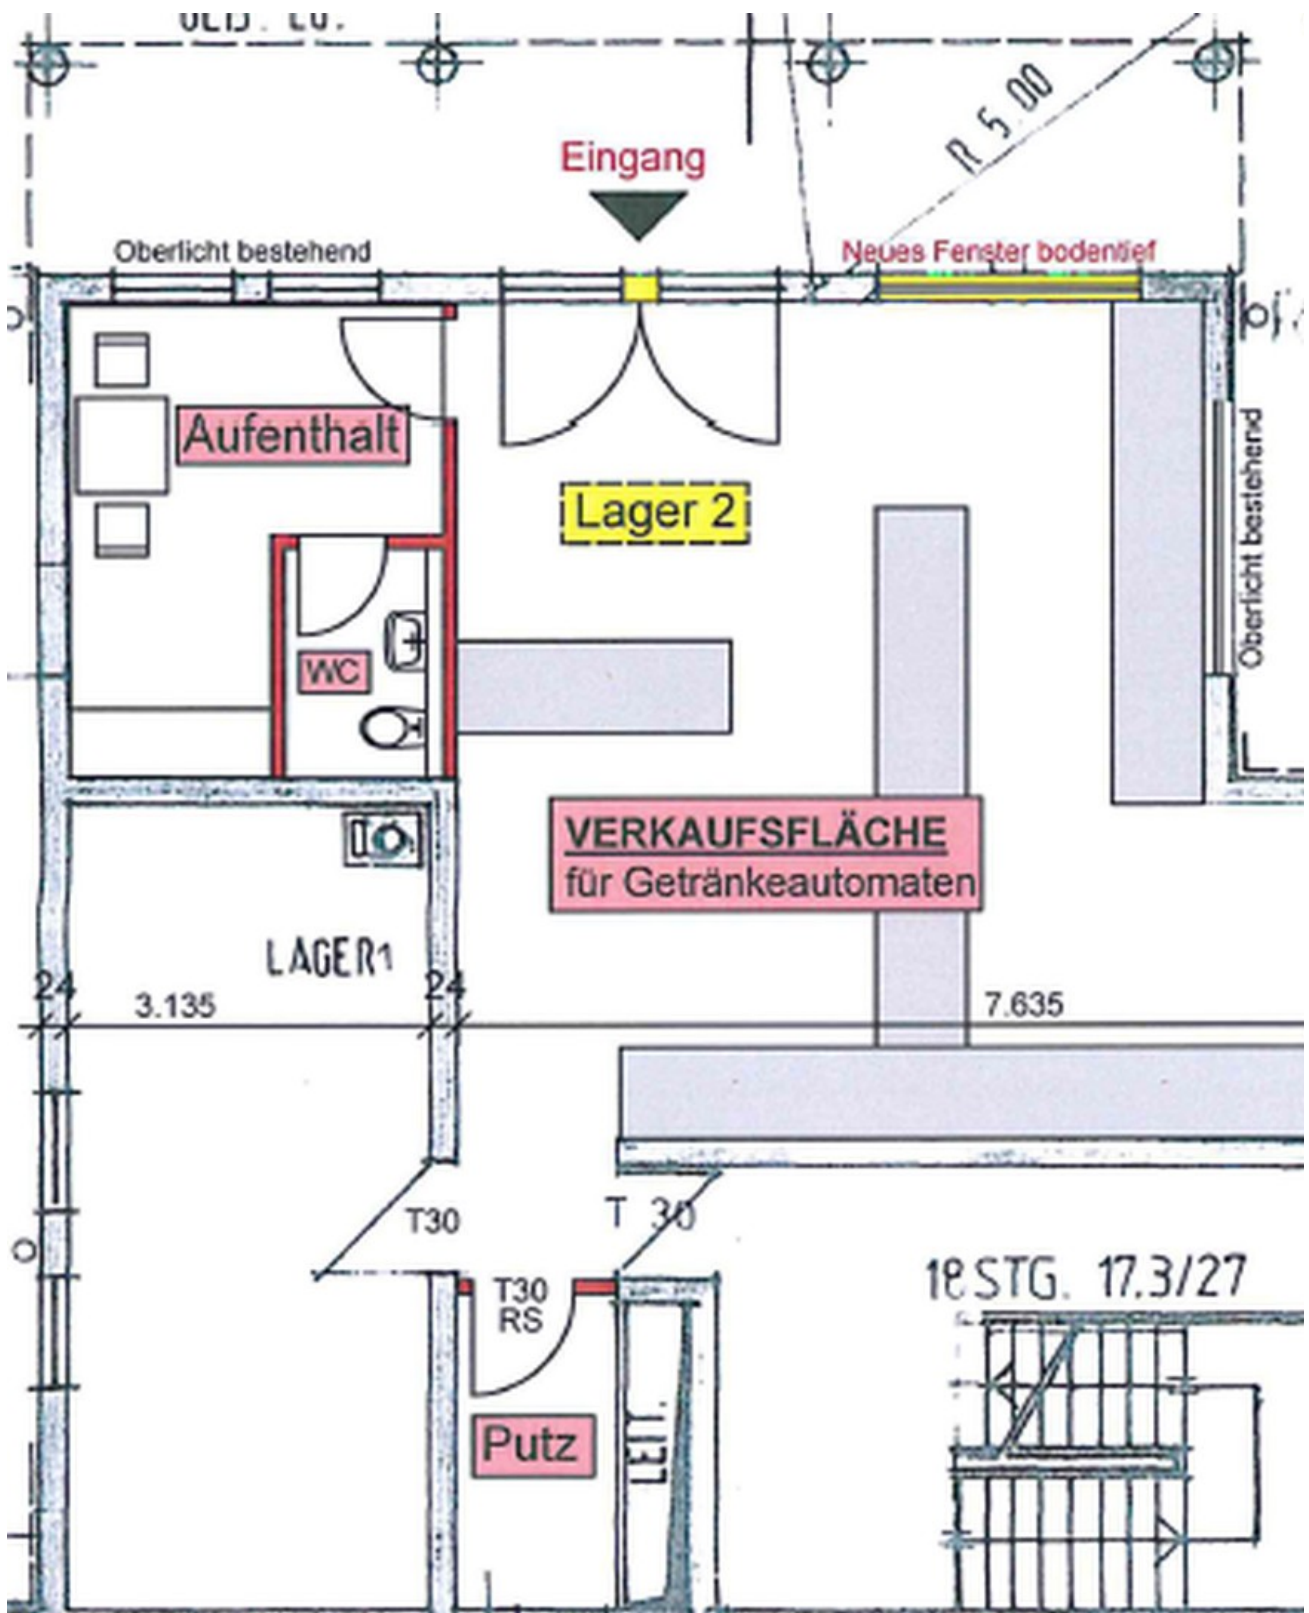 R 5.00
Eingang
Oberlicht bestehend
Neues Fenster bodentief
Aufenthalt
Lager 2
Oberlicht bestehend
WC
VERKAUFSFLÄCHE
für Getränkeautomaten
LAGER1
24
3.135
24
7.635
T30
T 30
T30
RS
18 STG. 17.3/27
Putz
LEIT.